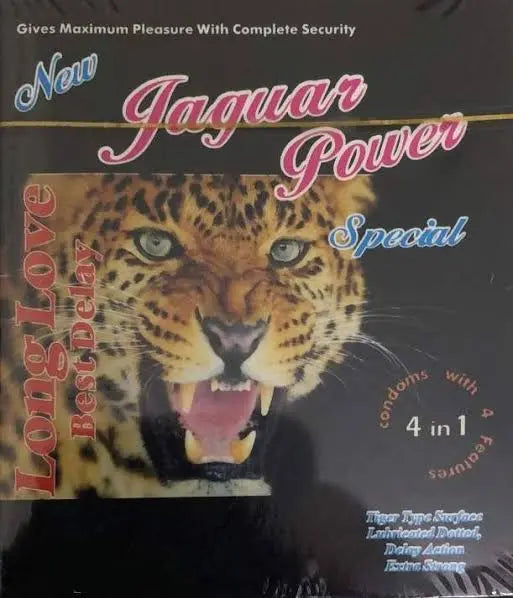 Gives Maximum Pleasure With Complete Security
New
Jaguar
Power
Special
Long Love
Best Delay
condoms with 4 Features
4 in 1
Tiger Type Surface
Lubricated Dotted,
Delay Action
Extra Strong